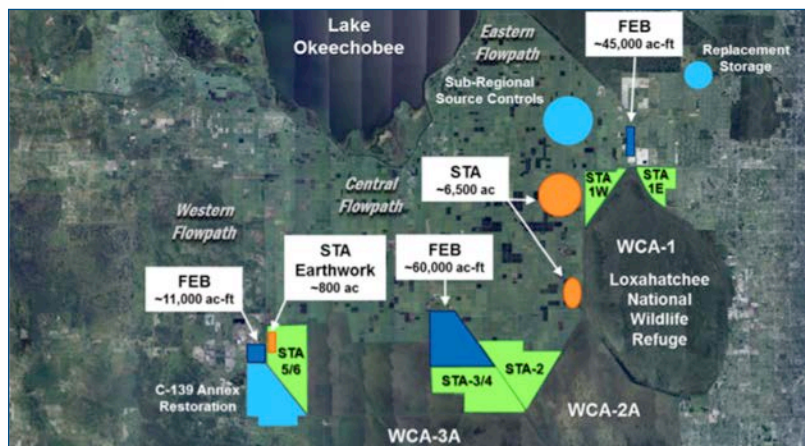 Lake
Okeechobee
Eastern
Flowpath
FEB
~45,000 ac-ft
Replacement
Storage
Sub-Regional
Source Controls
STA
~6,500 ac
STA
1W
STA
1E
Central
Flowpath
Western
Flowpath
STA
Earthwork
~800 ac
FEB
~60,000 ac-ft
WCA-1
Loxahatchee
National
Wildlife
Refuge
FEB
~11,000 ac-ft
STA
5/6
STA-3/4
STA-2
C-139 Annex
Restoration
WCA-2A
WCA-3A